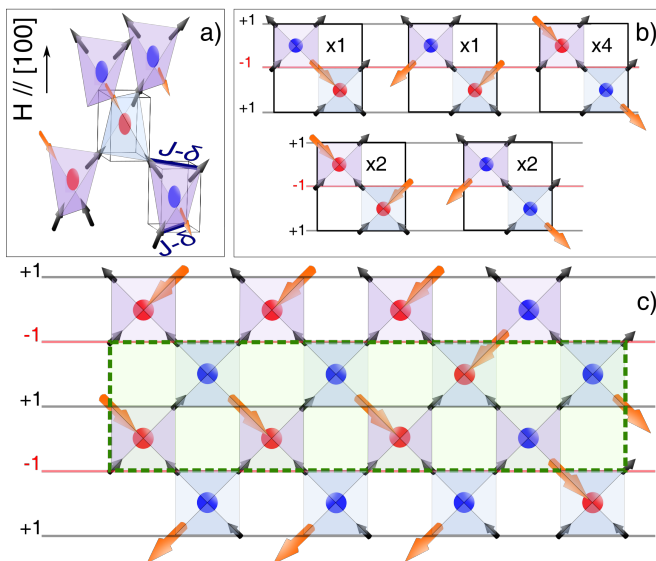 a)
H // [100]
J-δ
J-δ
b)
+1
-1
+1
x1
x1
x4
+1
-1
+1
x2
x2
c)
+1
-1
+1
-1
+1